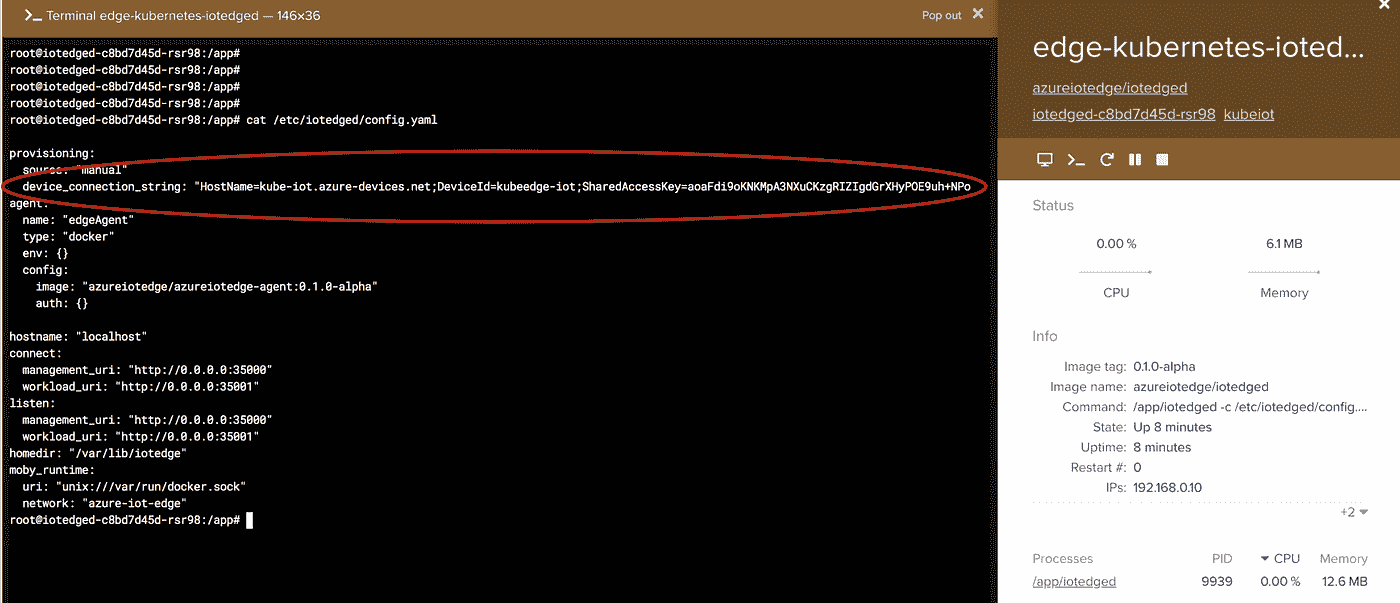 Terminal edge-kubernetes-iotedged — 146×36
Pop out
root@iotedged-c8bd7d45d-rsr98:/app#
root@iotedged-c8bd7d45d-rsr98:/app#
root@iotedged-c8bd7d45d-rsr98:/app#
root@iotedged-c8bd7d45d-rsr98:/app#
root@iotedged-c8bd7d45d-rsr98:/app# cat /etc/iotedged/config.yaml
provisioning:
source: "manual"
device_connection_string: "HostName=kube-iot.azure-devices.net;DeviceId=kubeedge-iot;SharedAccessKey=aoaFdi9oKNKMpA3NXuCKzgRIZIgdGrXHyPOE9uh+NPo
agent:
name: "edgeAgent"
type: "docker"
env: {}
config:
image: "azureiotedge/azureiotedge-agent:0.1.0-alpha"
auth: {}
hostname: "localhost"
connect:
management_uri: "http://0.0.0.0:35000"
workload_uri: "http://0.0.0.0:35001"
listen:
management_uri: "http://0.0.0.0:35000"
workload_uri: "http://0.0.0.0:35001"
homedir: "/var/lib/iotedge"
moby_runtime:
uri: "unix:///var/run/docker.sock"
network: "azure-iot-edge"
root@iotedged-c8bd7d45d-rsr98:/app#
edge-kubernetes-ioted...
azureiotedge/iotedged
iotedged-c8bd7d45d-rsr98 kubeiot
Status
0.00 % 6.1 MB
CPU Memory
Info
Image tag: 0.1.0-alpha
Image name: azureiotedge/iotedged
Command: /app/iotedged -c /etc/iotedged/config....
State: Up 8 minutes
Uptime: 8 minutes
Restart #: 0
IPs: 192.168.0.10
+2
Processes PID CPU Memory
/app/iotedged 9939 0.00 % 12.6 MB